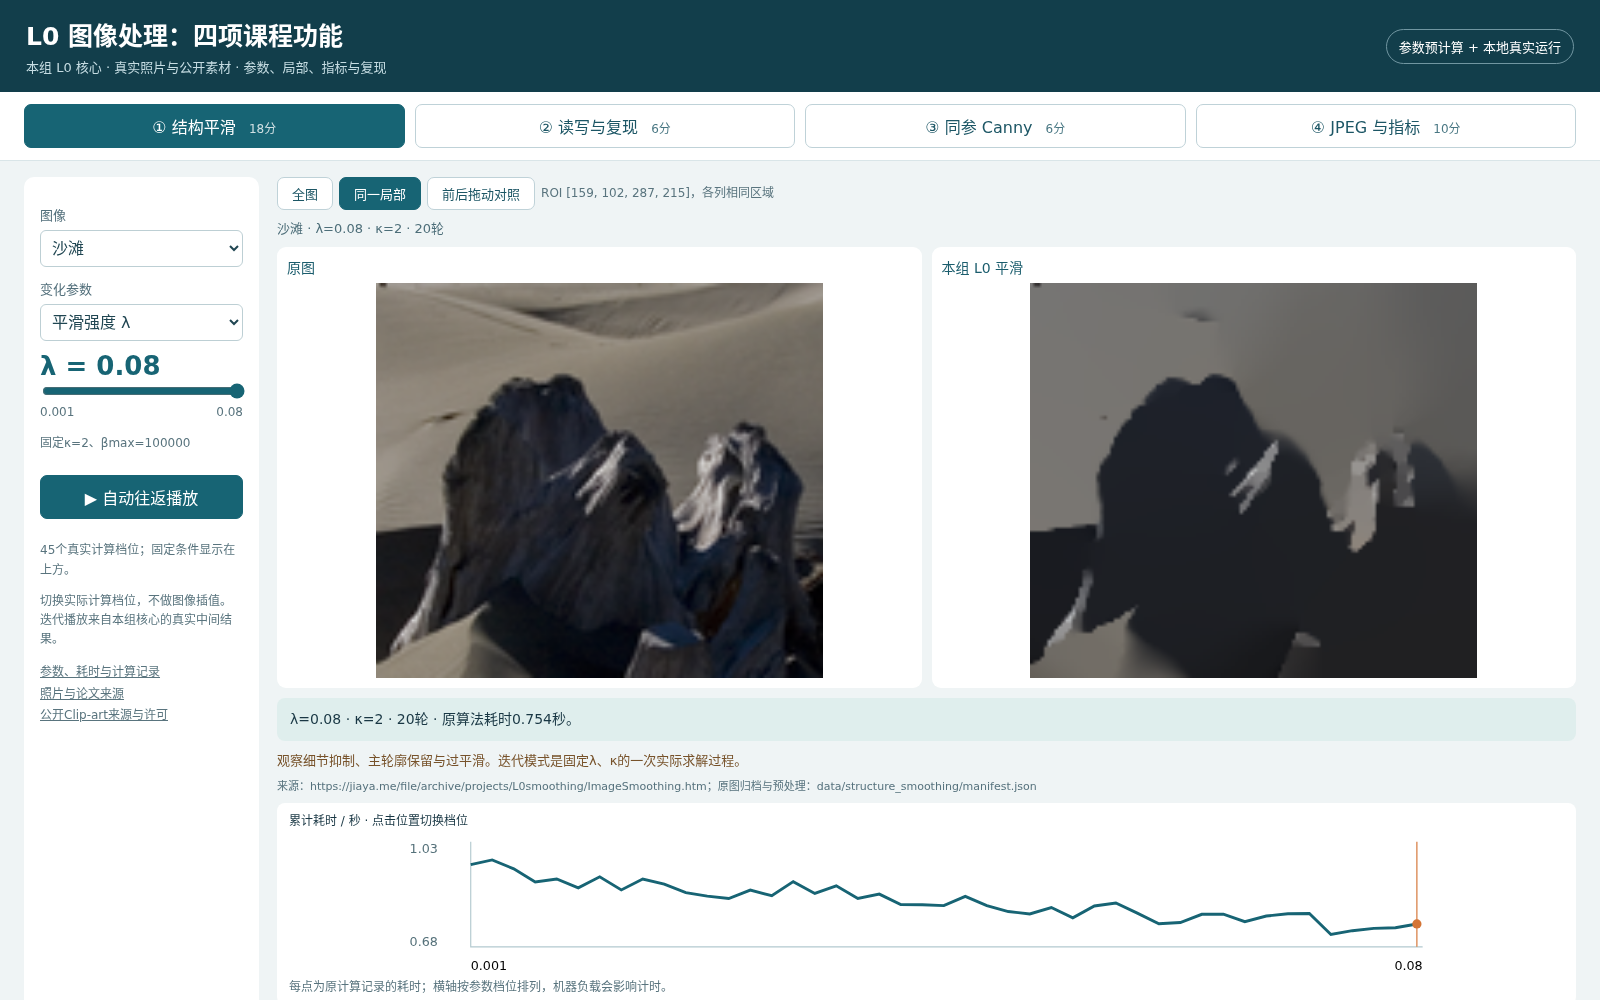 L0 图像处理：四项课程功能
本组 L0 核心 · 真实照片与公开素材 · 参数、局部、指标与复现
参数预计算 + 本地真实运行
① 结构平滑 18分
② 读写与复现 6分
③ 同参 Canny 6分
④ JPEG 与指标 10分
图像
沙滩
变化参数
平滑强度 λ
λ = 0.08
0.001 0.08
固定κ=2、βmax=100000
▶ 自动往返播放
45个真实计算档位；固定条件显示在
上方。
切换实际计算档位，不做图像插值。
迭代播放来自本组核心的真实中间结
果。
参数、耗时与计算记录
照片与论文来源
公开Clip-art来源与许可
全图 同一局部 前后拖动对照 ROI [159, 102, 287, 215]，各列相同区域
沙滩 · λ=0.08 · κ=2 · 20轮
原图
本组 L0 平滑
λ=0.08 · κ=2 · 20轮 · 原算法耗时0.754秒。
观察细节抑制、主轮廓保留与过平滑。迭代模式是固定λ、κ的一次实际求解过程。
来源：https://jiaya.me/file/archive/projects/L0smoothing/ImageSmoothing.htm；原图归档与预处理：data/structure_smoothing/manifest.json
累计耗时 / 秒 · 点击位置切换档位
1.03
0.68
0.001 0.08
每点为原计算记录的耗时；横轴按参数档位排列，机器负载会影响计时。